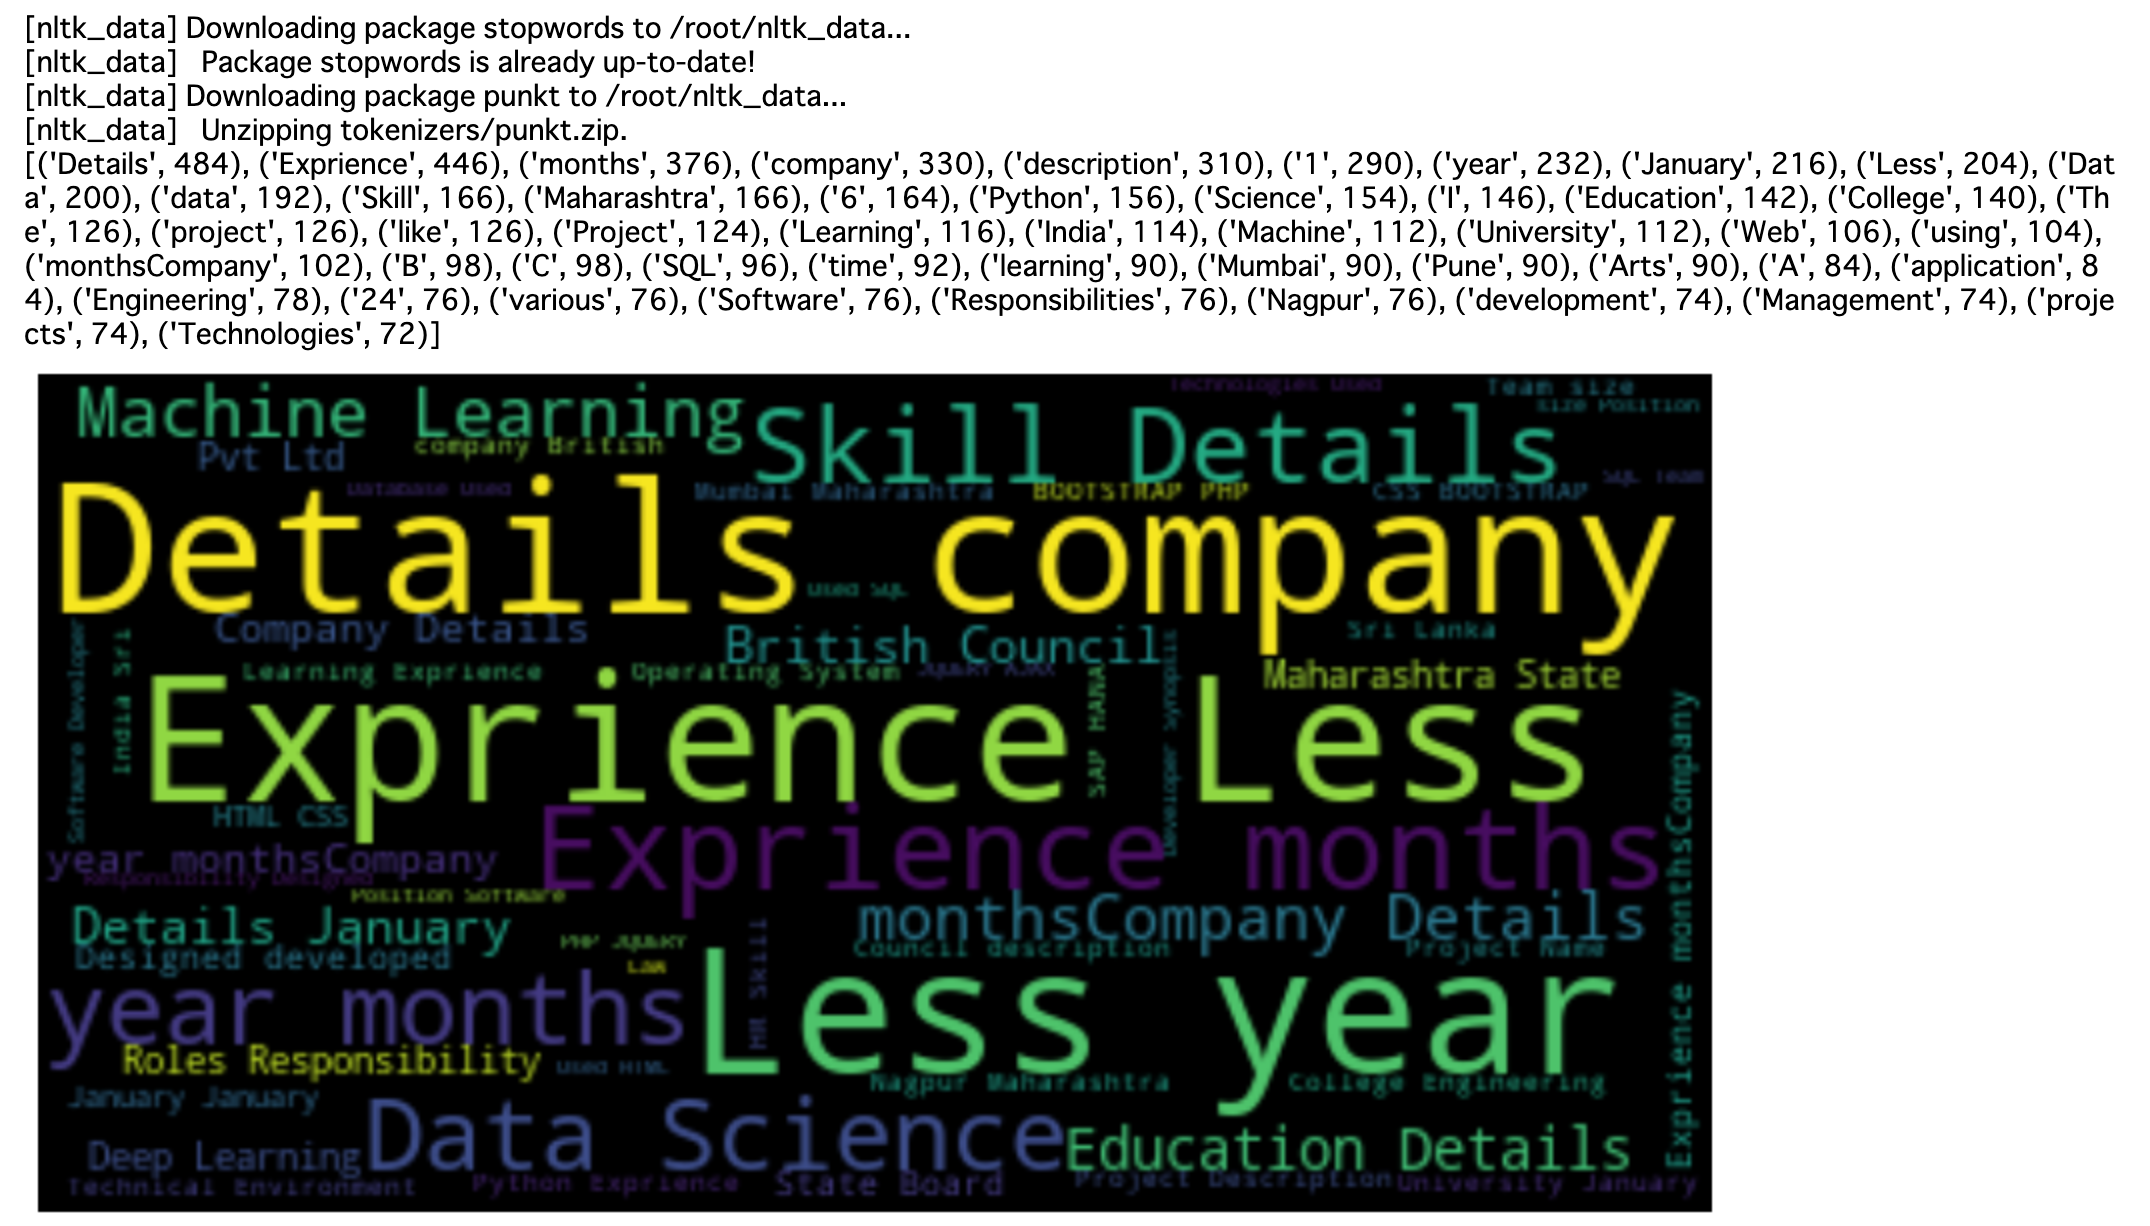 [nltk_data] Downloading package stopwords to /root/nltk_data...
[nltk_data]   Package stopwords is already up-to-date!
[nltk_data] Downloading package punkt to /root/nltk_data...
[nltk_data]   Unzipping tokenizers/punkt.zip.
[('Details', 484), ('Exprience', 446), ('months', 376), ('company', 330), ('description', 310), ('1', 290), ('year', 232), ('January', 216), ('Less', 204), ('Dat
a', 200), ('data', 192), ('Skill', 166), ('Maharashtra', 166), ('6', 164), ('Python', 156), ('Science', 154), ('I', 146), ('Education', 142), ('College', 140), ('Th
e', 126), ('project', 126), ('like', 126), ('Project', 124), ('Learning', 116), ('India', 114), ('Machine', 112), ('University', 112), ('Web', 106), ('using', 104),
('monthsCompany', 102), ('B', 98), ('C', 98), ('SQL', 96), ('time', 92), ('learning', 90), ('Mumbai', 90), ('Pune', 90), ('Arts', 90), ('A', 84), ('application', 8
4), ('Engineering', 78), ('24', 76), ('various', 76), ('Software', 76), ('Responsibilities', 76), ('Nagpur', 76), ('development', 74), ('Management', 74), ('proje
cts', 74), ('Technologies', 72)]
Technologies Used
Team size
Machine Learning
size Position
Skill Details
company British
Pvt Ltd
SQL Team
Database Used
Mumbai Maharashtra
BOOTSTRAP PHP
CSS BOOTSTRAP
Details company
Used SQL
Company Details
British Council
Sri Lanka
Software Developer
India Sri
Learning Exprience
Operating System
JQUERY AJAX
Maharashtra State
SAP HANA
Developer Synopsis
Exprience Less
Exprience monthsCompany
HTML CSS
Exprience months
year monthsCompany
Responsibility Designed
Position Software
Details January
monthsCompany Details
PHP JQUERY
Council description
Project Name
Designed developed
Law
HR Skill
year months
Less year
Roles Responsibility
Used HTML
Nagpur Maharashtra
College Engineering
January January
Data Science
Education Details
Deep Learning
Technical Environment
Python Exprience
State Board
Project Description
University January